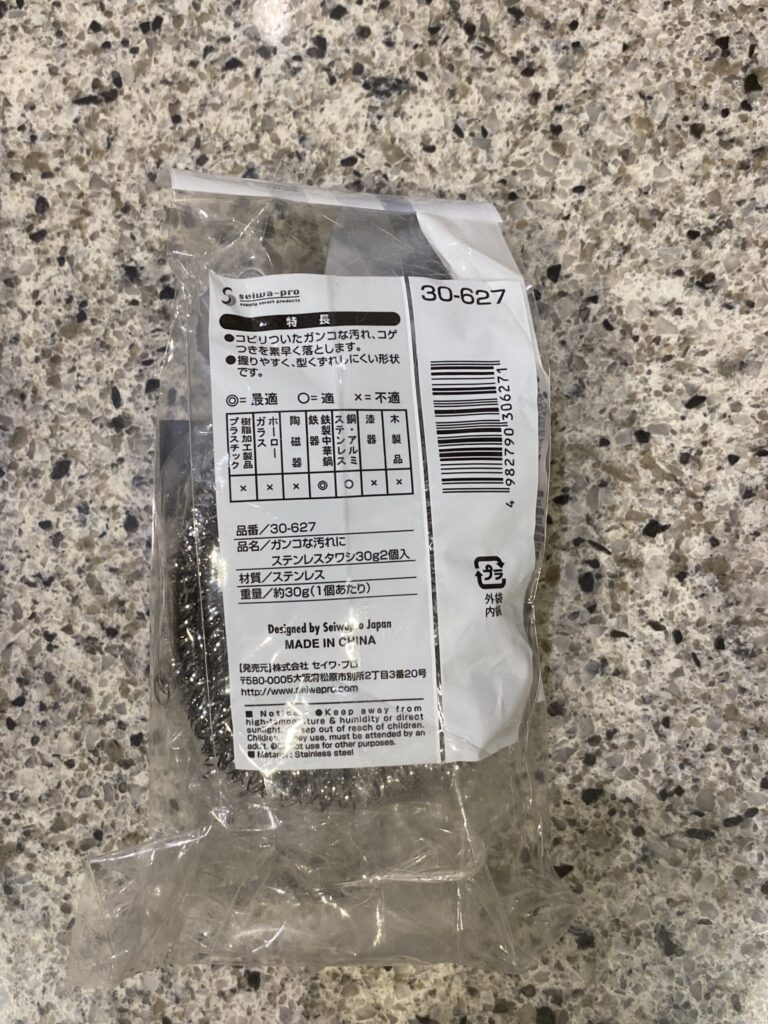 seiwa-pro
supply smart products
特長
●コビリついたガンコな汚れ、コゲ
つきを素早く落とします。
●握りやすく、型くずれしにくい形状
です。
◎=最適 ○=適 ×=不適
樹脂加工製品
プラスチック
ホーロー
ガラス
陶磁器
鉄器
鉄製中華鍋
銅・アルミ
ステンレス
漆器
木製品
× × × ◎ ○ × ×
品番/30-627
品名/ガンコな汚れに
ステンレスタワシ30g2個入
材質/ステンレス
重量/約30g(1個あたり)
Designed by Seiwapro Japan
MADE IN CHINA
【発売元】株式会社 セイワ・プロ
〒580-0005大阪府松原市別所2丁目3番20号
http://www.seiwapro.com
■ Notice ●Keep away from
high-temperature & humidity or direct
sunlight. Keep out of reach of children.
Children may use, must be attended by an
adult. ●Do not use for other purposes.
■ Material: Stainless steel
30-627
4 982790 306271
プラ
外袋
内袋